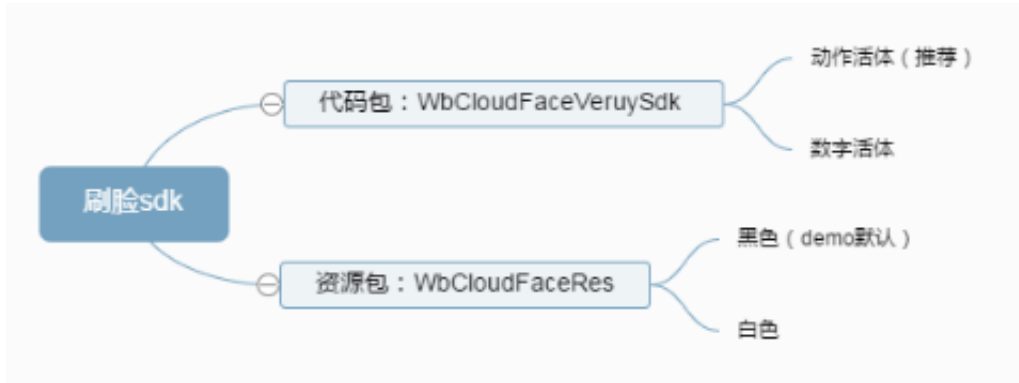 动作活体（推荐）
代码包：WbCloudFaceVeruySdk
数字活体
刷脸sdk
黑色（demo默认）
资源包：WbCloudFaceRes
白色